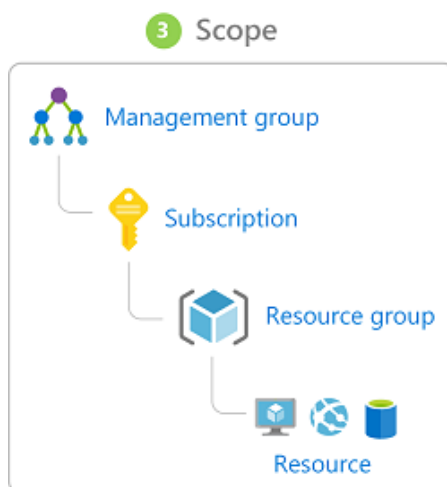 3 Scope
Management group
Subscription
Resource group
Resource